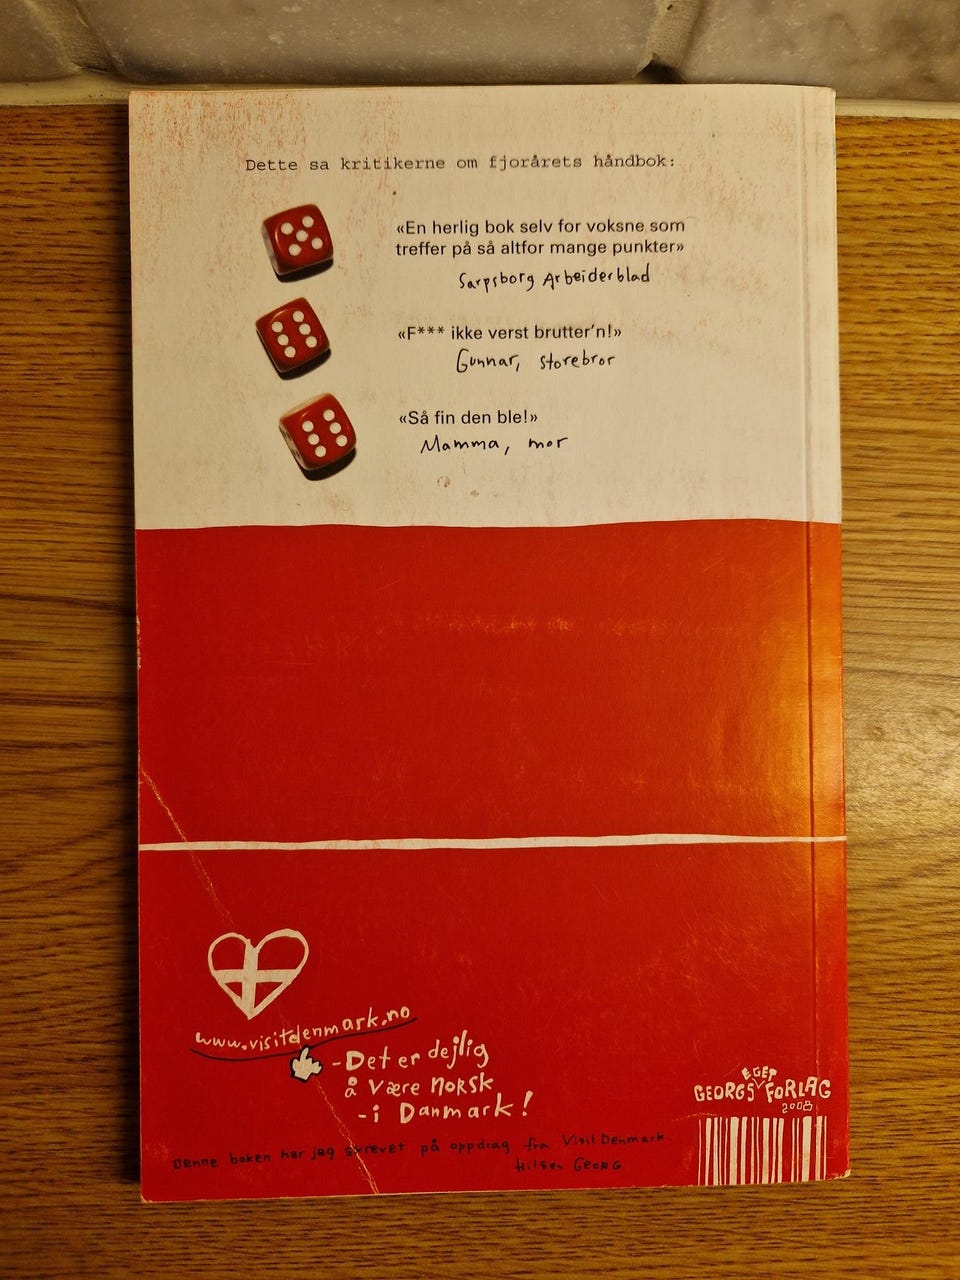 Dette sa kritikerne om fjorårets håndbok:
«En herlig bok selv for voksne som
treffer på så altfor mange punkter»
Sarpsborg Arbeiderblad
«F*** ikke verst brutter'n!»
Gunnar, storebror
«Så fin den ble!»
Mamma, mor
www.visitdenmark.no
-Det er dejlig
å være norsk
-i Danmark!
EGET
GEORGS FORLAG
2008
Denne boken har jeg skrevet på oppdrag fra VisitDenmark.
Hilsen GEORG